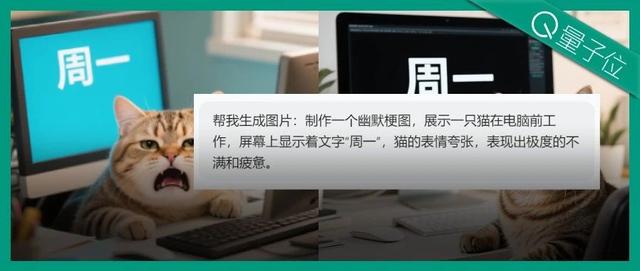 量子位
周一
周一
帮我生成图片：制作一个幽默梗图，展示一只猫在电脑前工
作，屏幕上显示着文字“周一”，猫的表情夸张，表现出极度的不
满和疲惫。